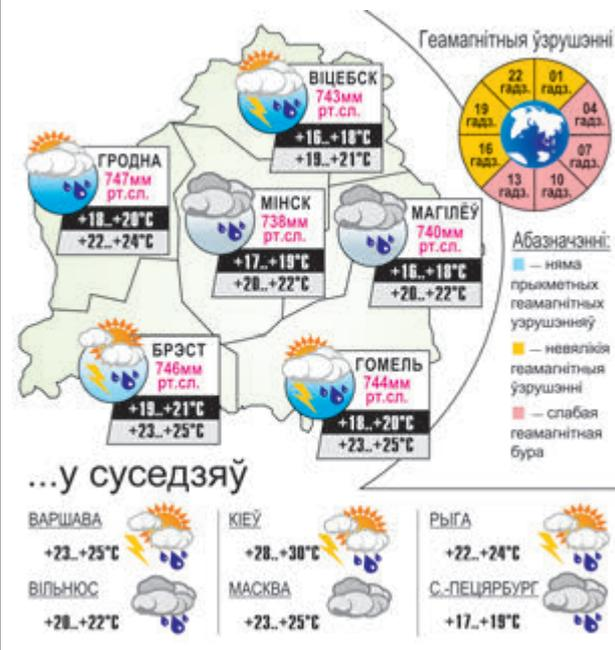 Геамагнітныя ўзрушэнні
22 гадз.
01 гадз.
04 гадз.
07 гадз.
10 гадз.
13 гадз.
16 гадз.
19 гадз.
ВІЦЕБСК
743мм
рт.сл.
+16..+18°C
+19..+21°C
ГРОДНА
747мм
рт.сл.
+18..+20°C
+22..+24°C
МІНСК
738мм
рт.сл.
+17..+19°C
+20..+22°C
МАГІЛЁЎ
740мм
рт.сл.
+16..+18°C
+20..+22°C
БРЭСТ
746мм
рт.сл.
+19..+21°C
+23..+25°C
ГОМЕЛЬ
744мм
рт.сл.
+18..+20°C
+23..+25°C
Абазначэнні:
— няма
прыкметных
геамагнітных
узрушэнняў
— невялікія
геамагнітныя
ўзрушэнні
— слабая
геамагнітная
бура
...у суседзяў
ВАРШАВА
+23..+25°C
КІЕЎ
+28..+30°C
РЫГА
+22..+24°C
ВІЛЬНЮС
+20..+22°C
МАСКВА
+23..+25°C
С.-ПЕЦЯРБУРГ
+17..+19°C